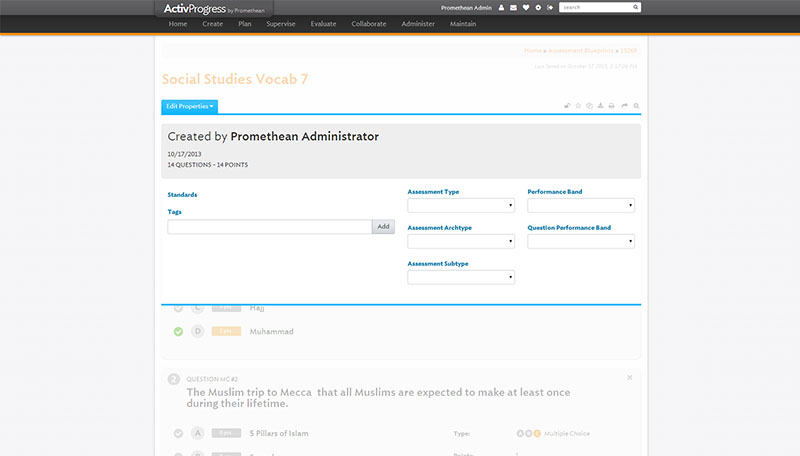 ActivProgress by Promethean
Promethean Admin
search
Home Create Plan Supervise Evaluate Collaborate Administer Maintain
Home » Assessment Blueprints » 15268
Last Saved on October 17 2013, 2:37:06 PM
Social Studies Vocab 7
Edit Properties
Created by Promethean Administrator
10/17/2013
14 QUESTIONS - 14 POINTS
Standards
Tags
Add
Assessment Type
Performance Band
Assessment Archtype
Question Performance Band
Assessment Subtype
C Hajj
D Muhammad
2 QUESTION MC #2
The Muslim trip to Mecca that all Muslims are expected to make at least once
during their lifetime.
A 5 Pillars of Islam
Type: A B C Multiple Choice